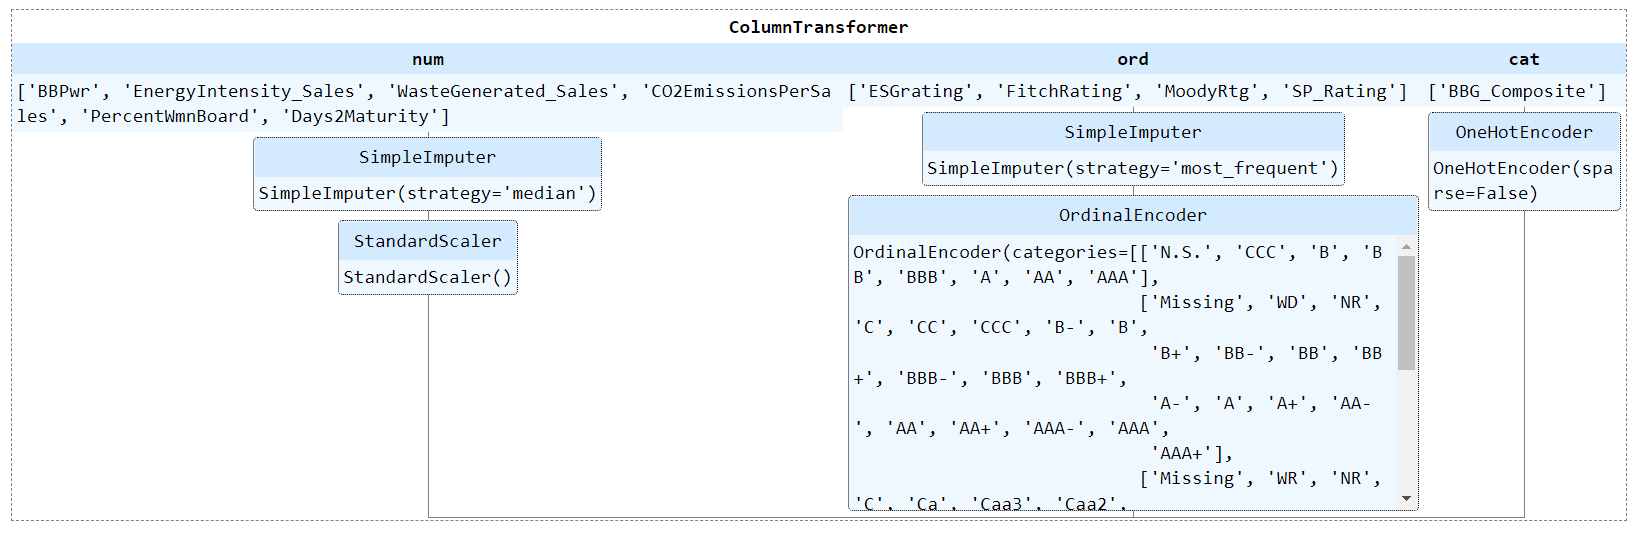 ColumnTransformer
num
['BBPwr', 'EnergyIntensity_Sales', 'WasteGenerated_Sales', 'CO2EmissionsPerSa
les', 'PercentWmnBoard', 'Days2Maturity']
SimpleImputer
SimpleImputer(strategy='median')
StandardScaler
StandardScaler()
ord
['ESGrating', 'FitchRating', 'MoodyRtg', 'SP_Rating']
SimpleImputer
SimpleImputer(strategy='most_frequent')
OrdinalEncoder
OrdinalEncoder(categories=[['N.S.', 'CCC', 'B', 'B
B', 'BBB', 'A', 'AA', 'AAA'],
['Missing', 'WD', 'NR',
'C', 'CC', 'CCC', 'B-', 'B',
'B+', 'BB-', 'BB', 'BB
+', 'BBB-', 'BBB', 'BBB+',
'A-', 'A', 'A+', 'AA-
', 'AA', 'AA+', 'AAA-', 'AAA',
'AAA+'],
['Missing', 'WR', 'NR',
'C', 'Ca', 'Caa3', 'Caa2',
cat
['BBG_Composite']
OneHotEncoder
OneHotEncoder(spa
rse=False)